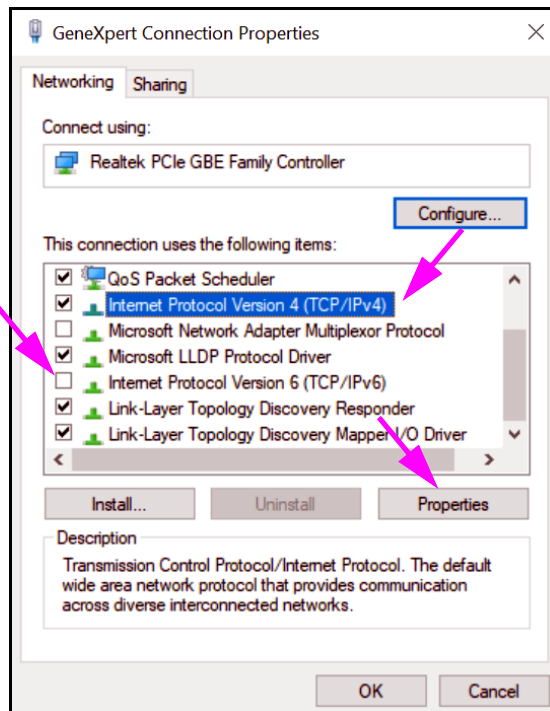 GeneXpert Connection Properties
Networking
Sharing
Connect using:
Realtek PCIe GBE Family Controller
Configure...
This connection uses the following items:
QoS Packet Scheduler
Internet Protocol Version 4 (TCP/IPv4)
Microsoft Network Adapter Multiplexor Protocol
Microsoft LLDP Protocol Driver
Internet Protocol Version 6 (TCP/IPv6)
Link-Layer Topology Discovery Responder
Link-Layer Topology Discovery Mapper I/O Driver
Install...
Uninstall
Properties
Description
Transmission Control Protocol/Internet Protocol. The default
wide area network protocol that provides communication
across diverse interconnected networks.
OK
Cancel